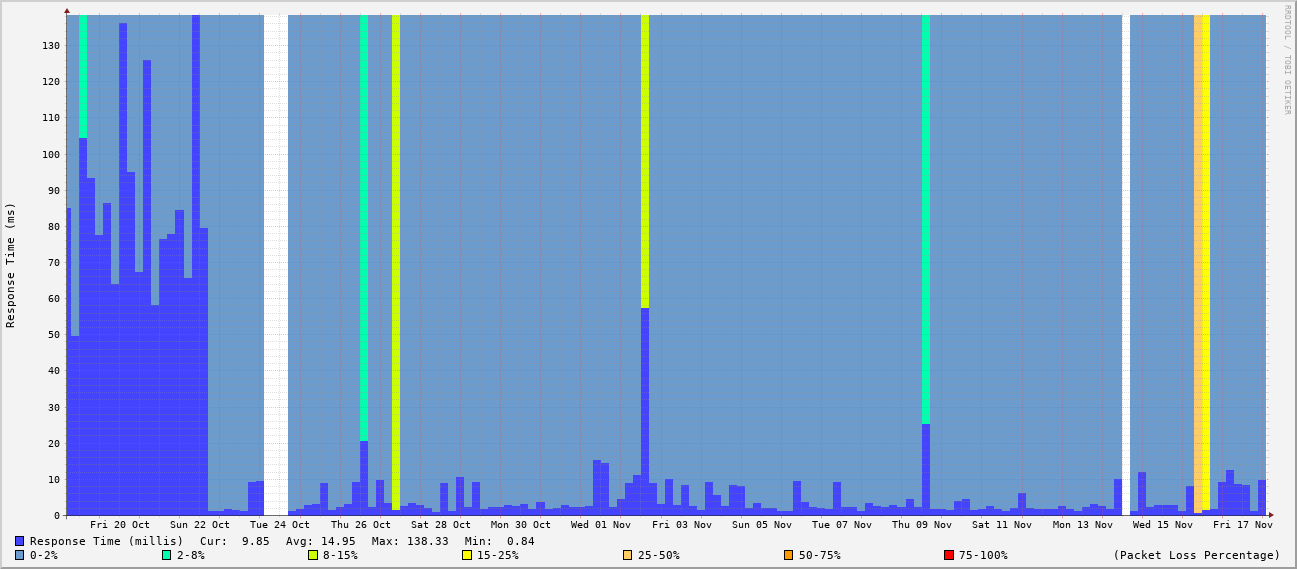 RRDTOOL / TOBI OETIKER
Response Time (ms)
130
120
110
100
90
80
70
60
50
40
30
20
10
0
Fri 20 Oct Sun 22 Oct Tue 24 Oct Thu 26 Oct Sat 28 Oct Mon 30 Oct Wed 01 Nov Fri 03 Nov Sun 05 Nov Tue 07 Nov Thu 09 Nov Sat 11 Nov Mon 13 Nov Wed 15 Nov Fri 17 Nov
Response Time (millis) Cur: 9.85 Avg: 14.95 Max: 138.33 Min: 0.84
0-2% 2-8% 8-15% 15-25% 25-50% 50-75% 75-100% (Packet Loss Percentage)